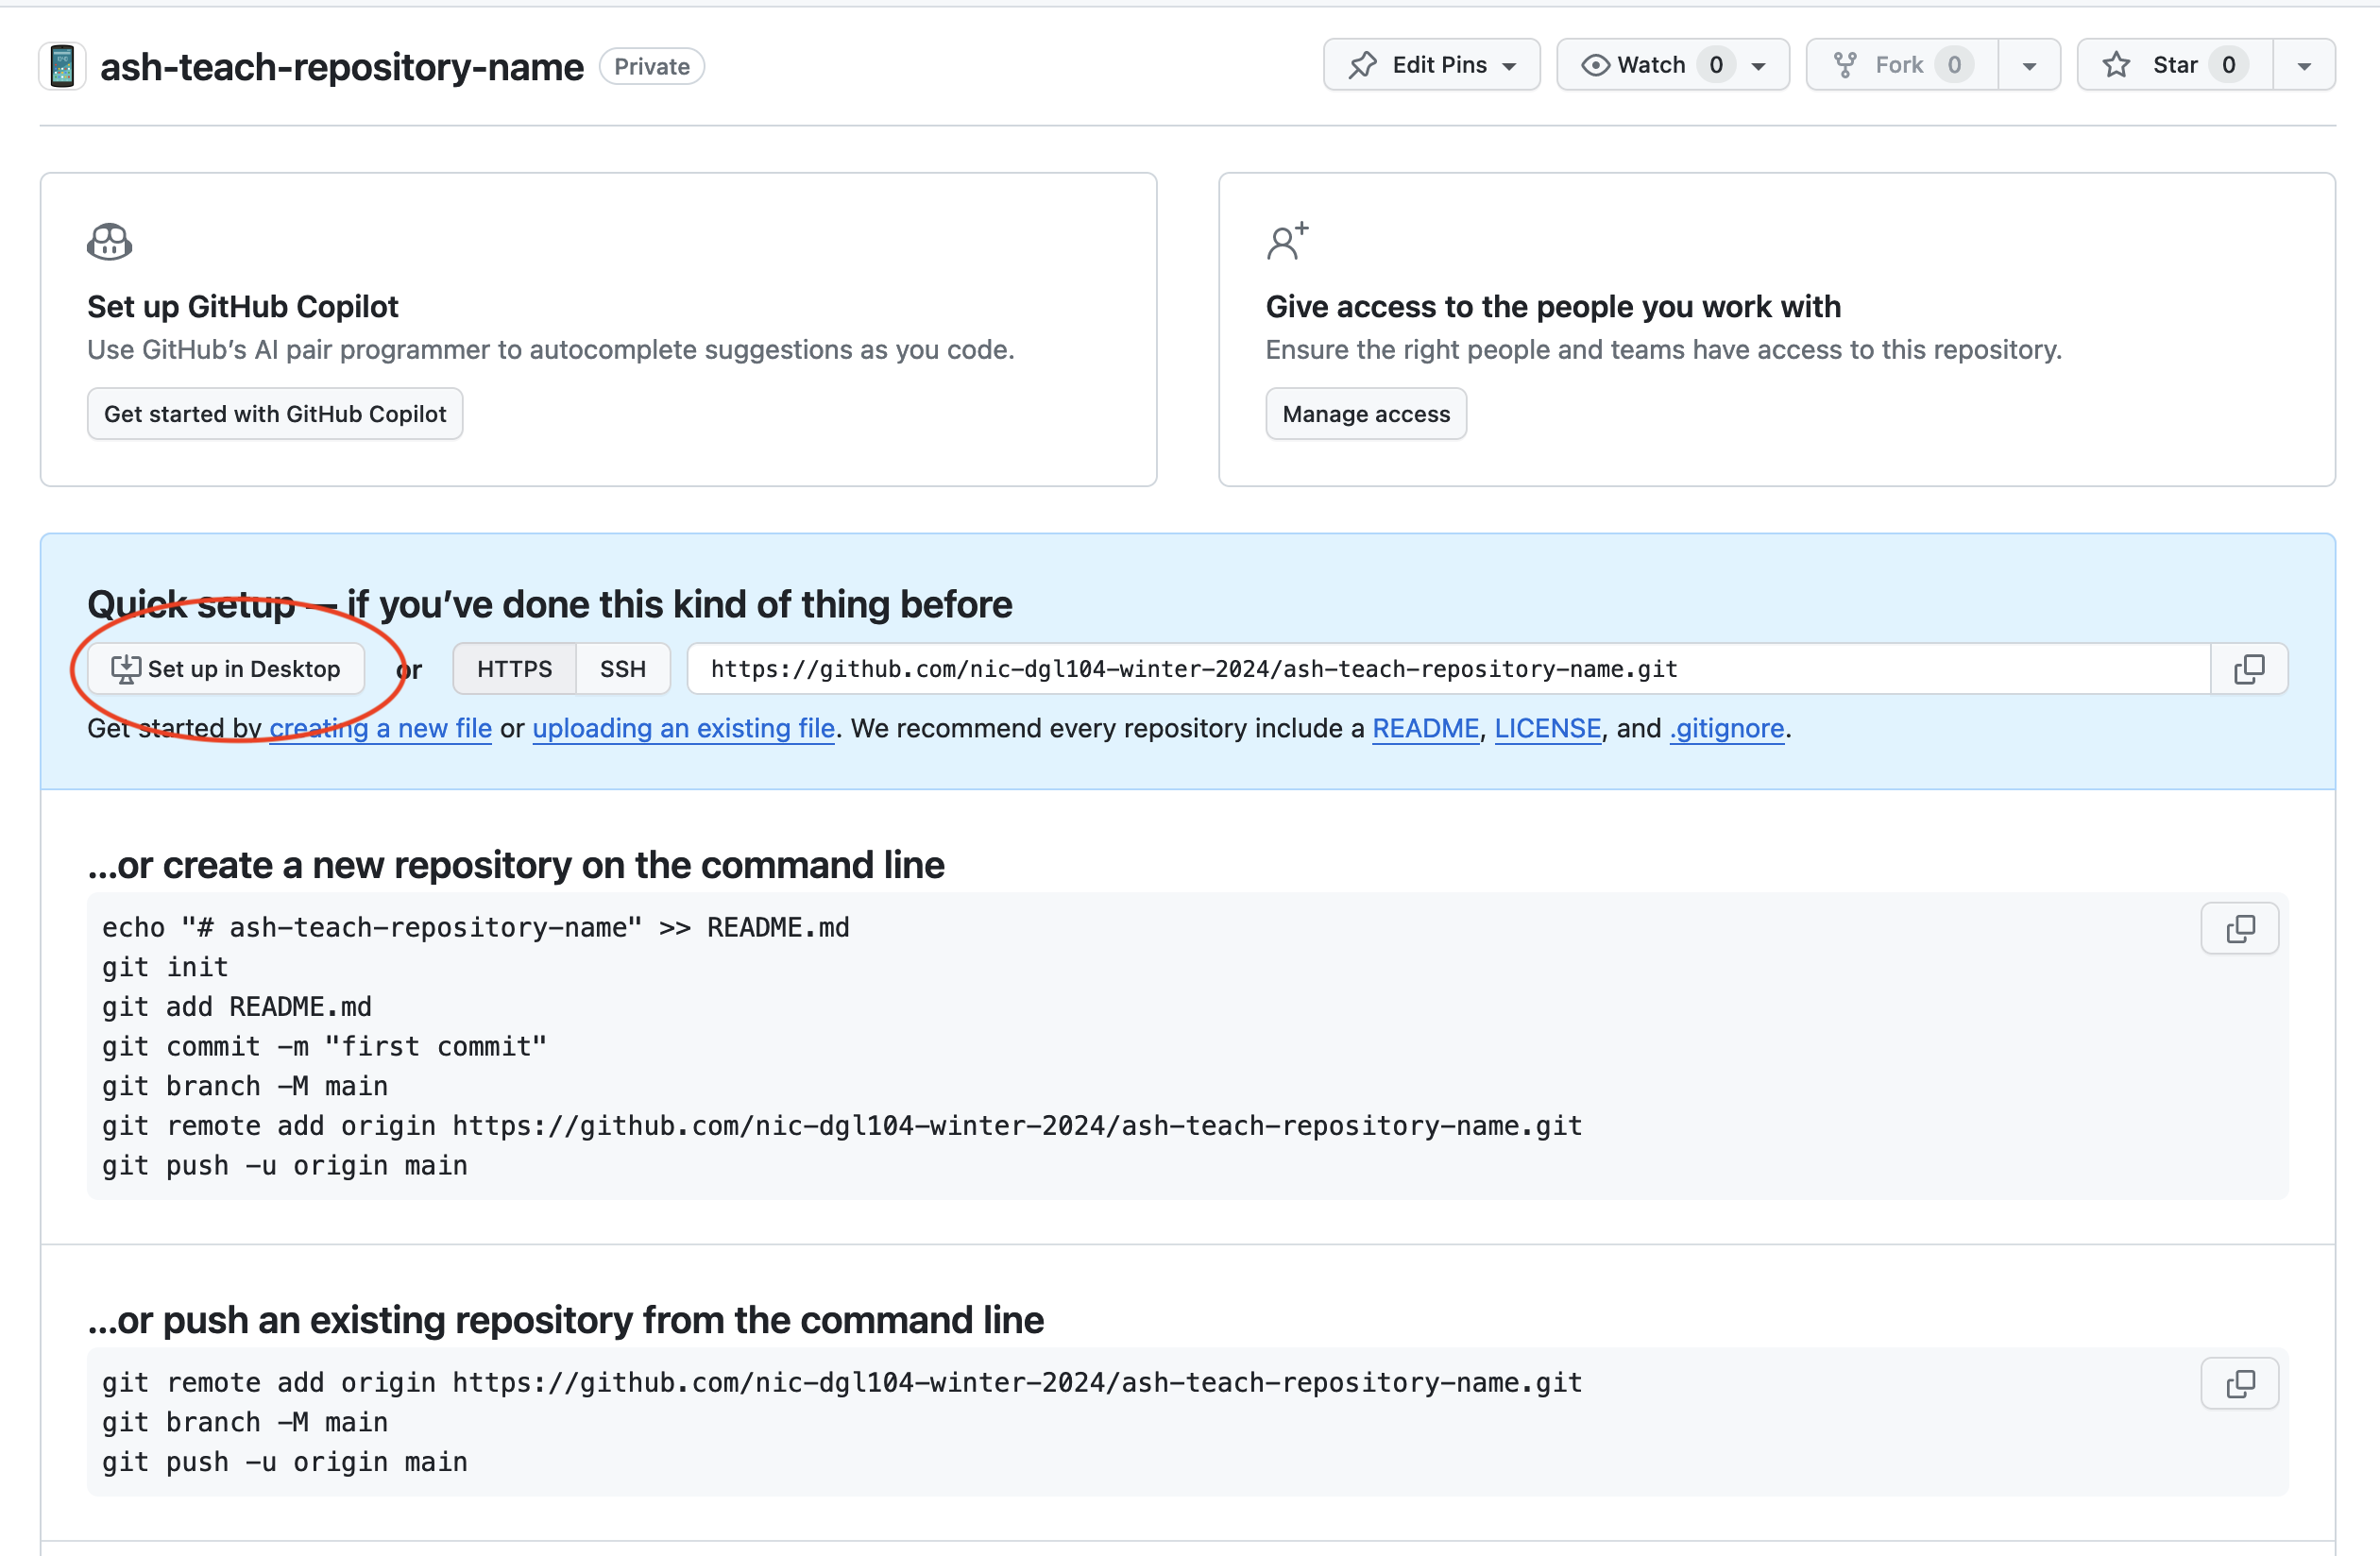 ash-teach-repository-name Private Edit Pins Watch 0 Fork 0 Star 0
Set up GitHub Copilot
Use GitHub’s AI pair programmer to autocomplete suggestions as you code.
Get started with GitHub Copilot
Give access to the people you work with
Ensure the right people and teams have access to this repository.
Manage access
Quick setup — if you’ve done this kind of thing before
Set up in Desktop or HTTPS SSH https://github.com/nic-dgl104-winter-2024/ash-teach-repository-name.git
Get started by creating a new file or uploading an existing file. We recommend every repository include a README, LICENSE, and .gitignore.
…or create a new repository on the command line
echo "# ash-teach-repository-name" >> README.md
git init
git add README.md
git commit -m "first commit"
git branch -M main
git remote add origin https://github.com/nic-dgl104-winter-2024/ash-teach-repository-name.git
git push -u origin main
…or push an existing repository from the command line
git remote add origin https://github.com/nic-dgl104-winter-2024/ash-teach-repository-name.git
git branch -M main
git push -u origin main